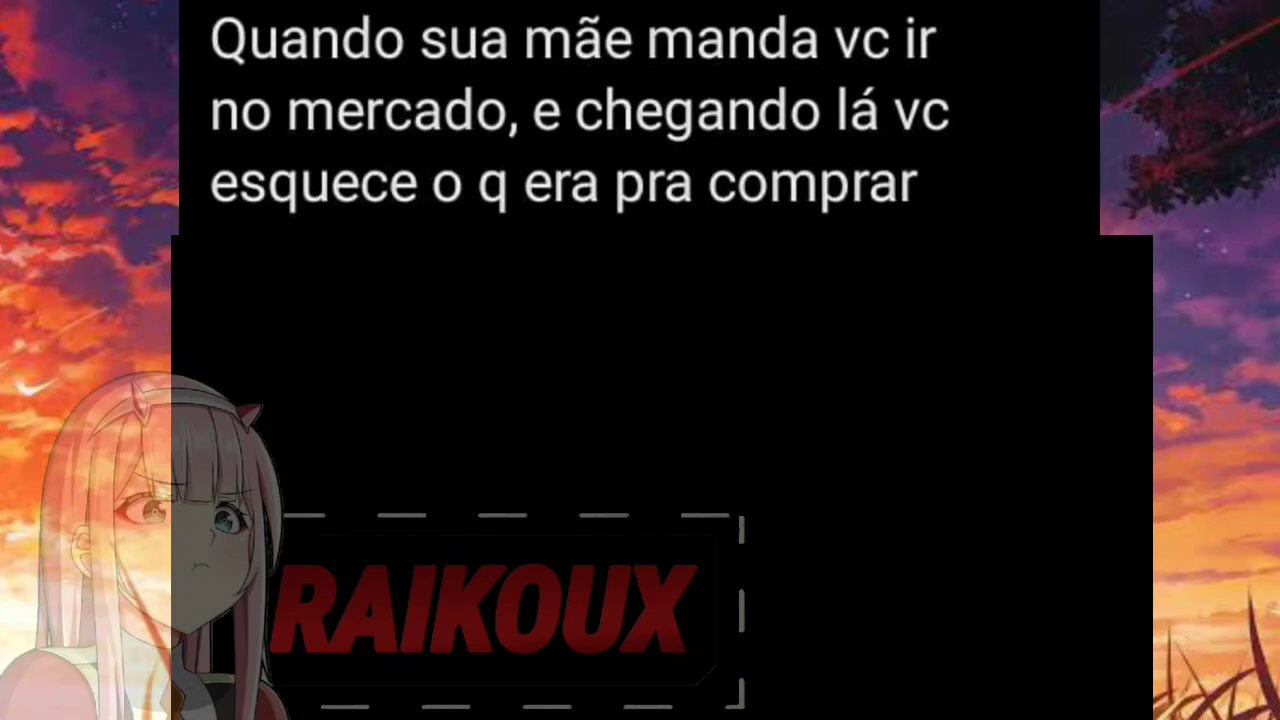 Quando sua mãe manda vc ir
no mercado, e chegando lá vc
esquece o q era pra comprar
RAIKOUX